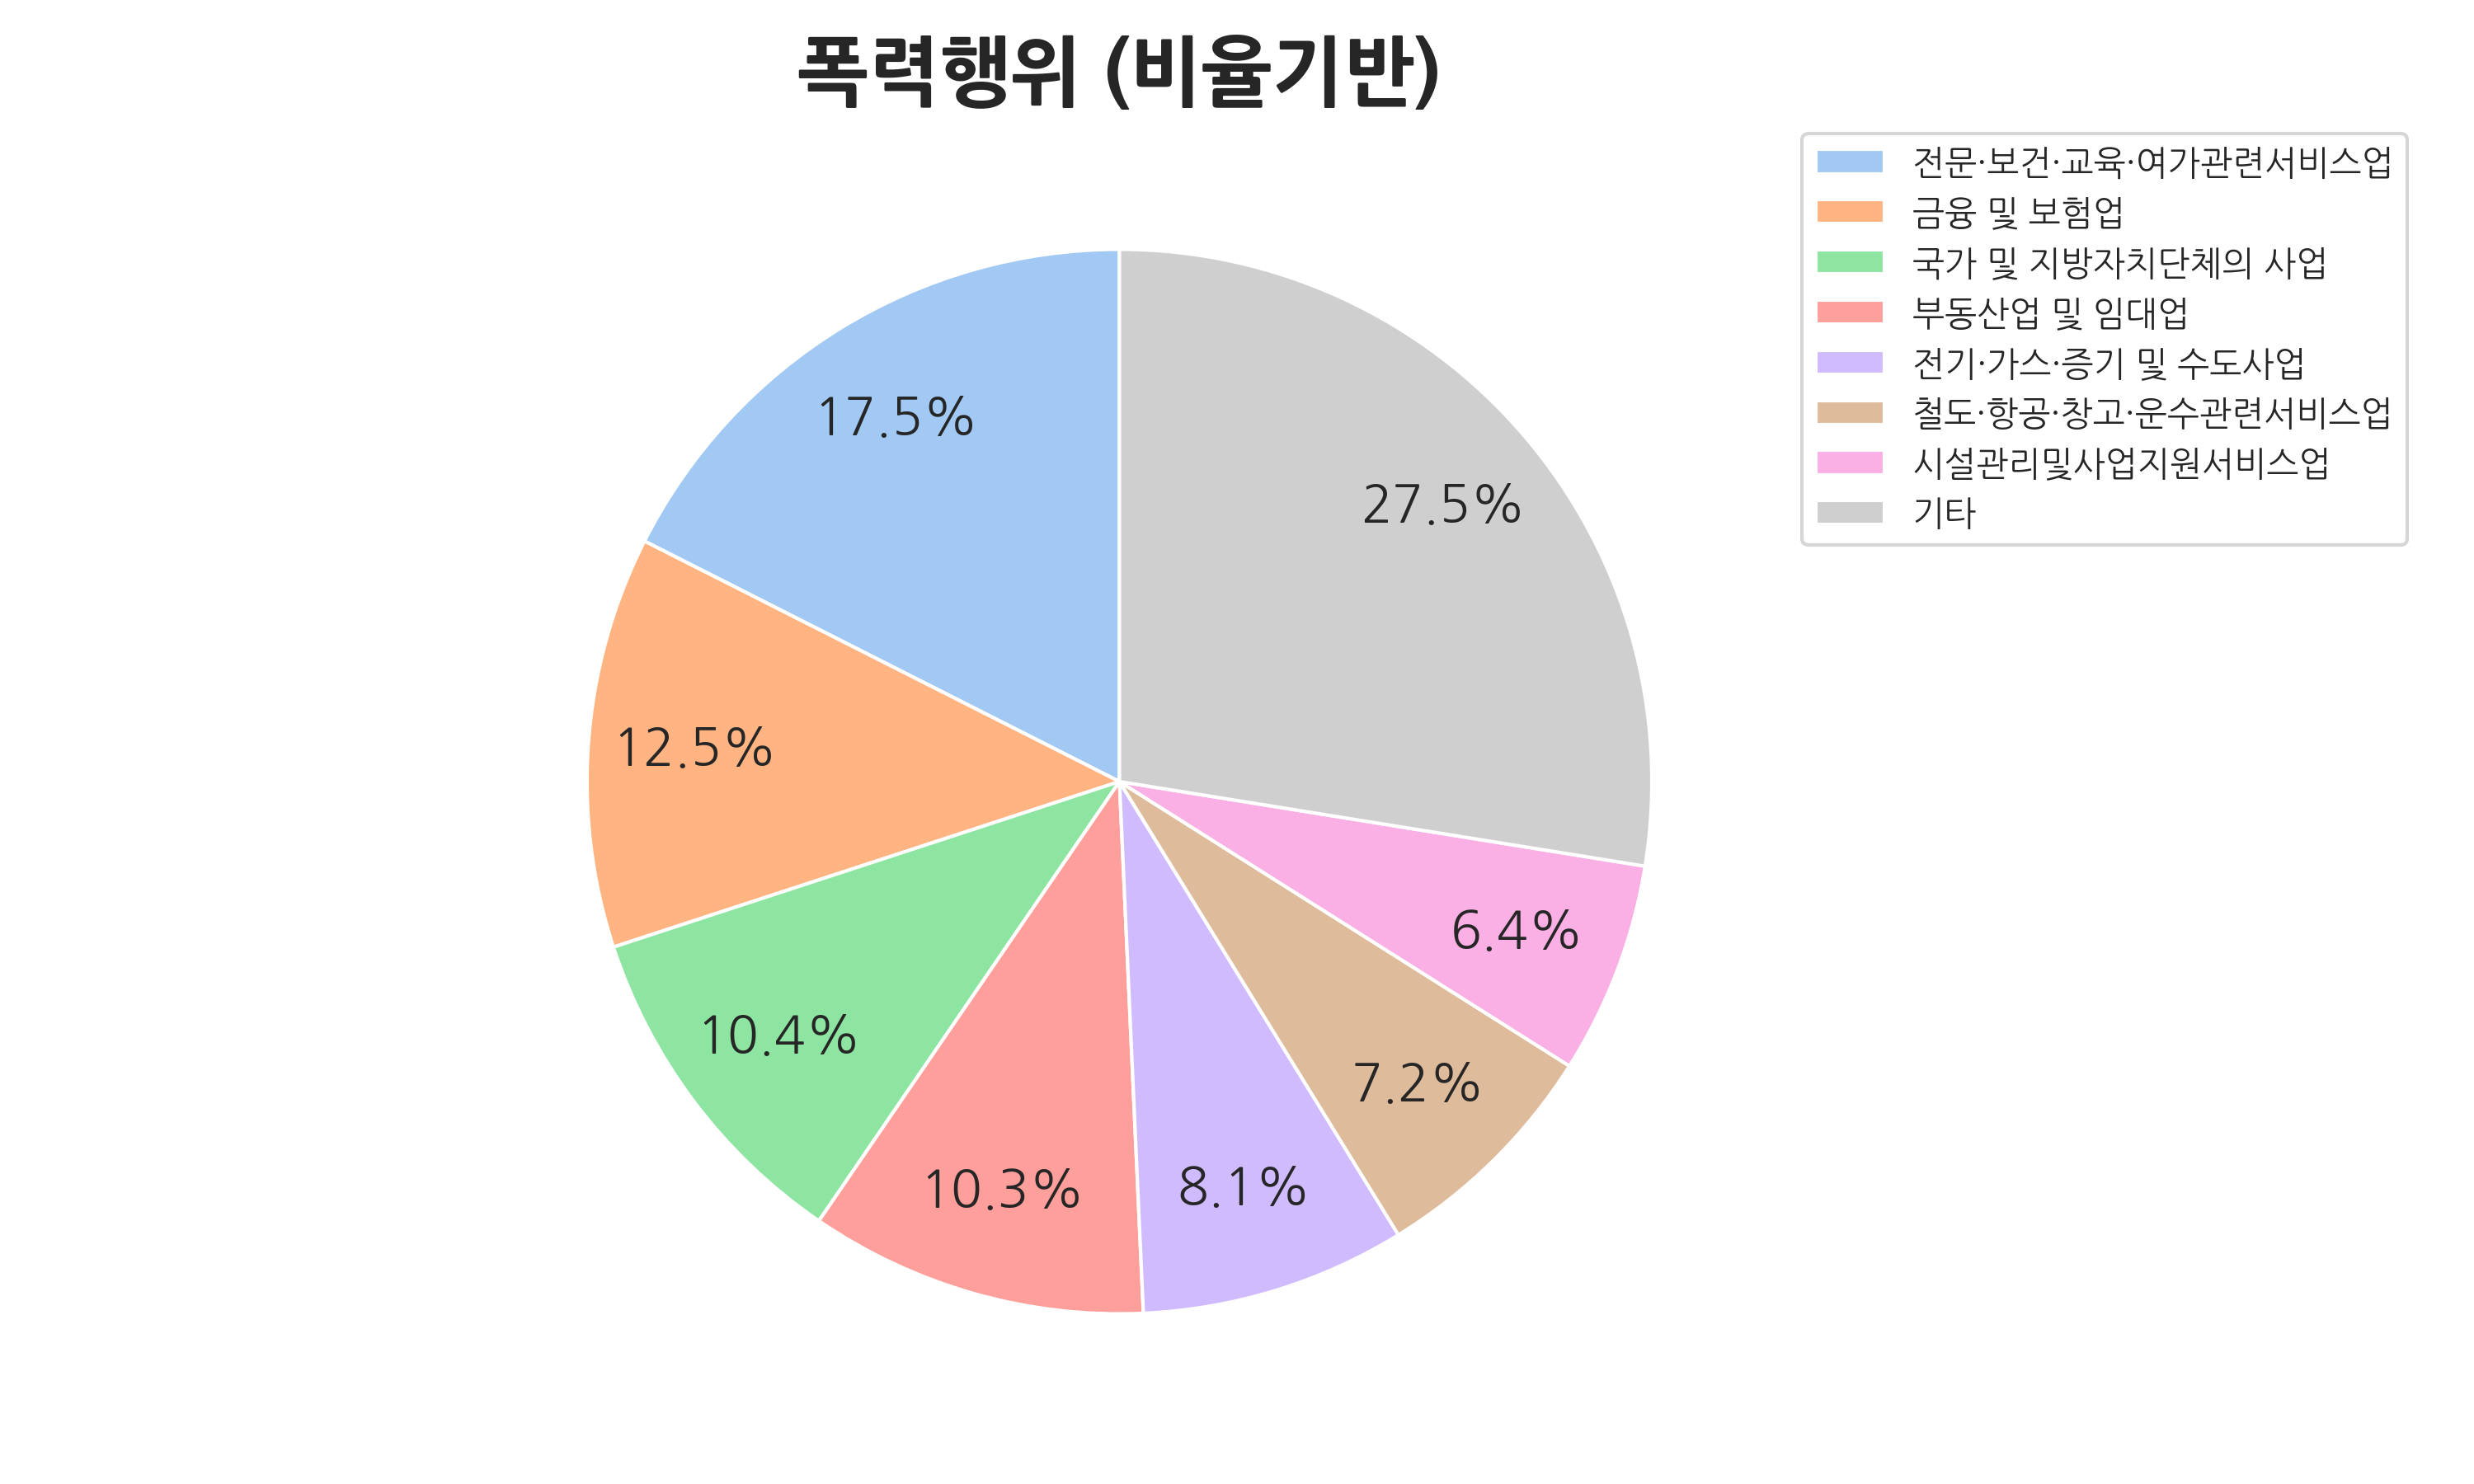 폭력행위 (비율기반)
전문·보건·교육·여가관련서비스업
금융 및 보험업
국가 및 지방자치단체의 사업
부동산업 및 임대업
전기·가스·증기 및 수도사업
철도·항공·창고·운수관련서비스업
시설관리및사업지원서비스업
기타
17.5%
27.5%
12.5%
6.4%
10.4%
7.2%
10.3%
8.1%